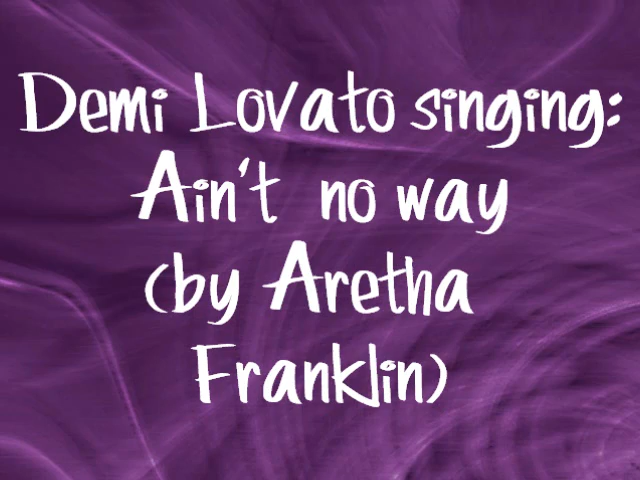 Demi Lovato singing:
Ain't no way
(by Aretha
Franklin)